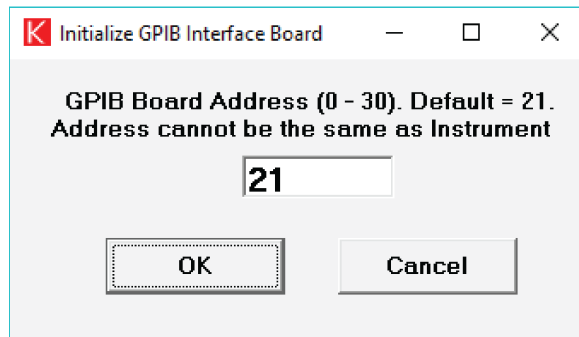 Initialize GPIB Interface Board
GPIB Board Address (0 - 30). Default = 21.
Address cannot be the same as Instrument
21
OK
Cancel